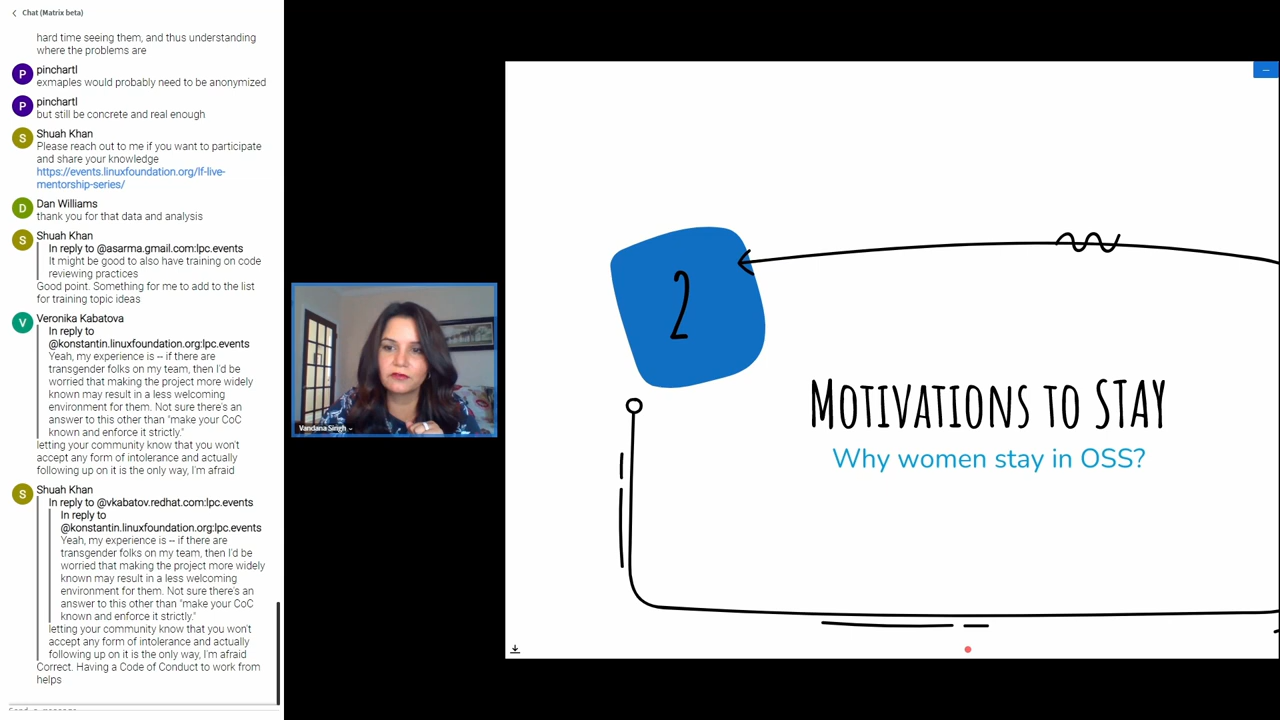 Chat (Matrix beta)
hard time seeing them, and thus understanding
where the problems are
P
pinchartl
exmaples would probably need to be anonymized
P
pinchartl
but still be concrete and real enough
S
Shuah Khan
Please reach out to me if you want to participate
and share your knowledge
https://events.linuxfoundation.org/lf-live-
mentorship-series/
D
Dan Williams
thank you for that data and analysis
S
Shuah Khan
In reply to @asarma.gmail.com:lpc.events
It might be good to also have training on code
reviewing practices
Good point. Something for me to add to the list
for training topic ideas
V
Veronika Kabatova
In reply to
@konstantin.linuxfoundation.org:lpc.events
Yeah, my experience is -- if there are
transgender folks on my team, then I'd be
worried that making the project more widely
known may result in a less welcoming
environment for them. Not sure there's an
answer to this other than "make your CoC
known and enforce it strictly."
letting your community know that you won't
accept any form of intolerance and actually
following up on it is the only way, I'm afraid
S
Shuah Khan
In reply to @vkabatov.redhat.com:lpc.events
In reply to
@konstantin.linuxfoundation.org:lpc.events
Yeah, my experience is -- if there are
transgender folks on my team, then I'd be
worried that making the project more widely
known may result in a less welcoming
environment for them. Not sure there's an
answer to this other than "make your CoC
known and enforce it strictly."
letting your community know that you won't
accept any form of intolerance and actually
following up on it is the only way, I'm afraid
Correct. Having a Code of Conduct to work from
helps
Vandana Singh
2
MOTIVATIONS TO STAY
Why women stay in OSS?